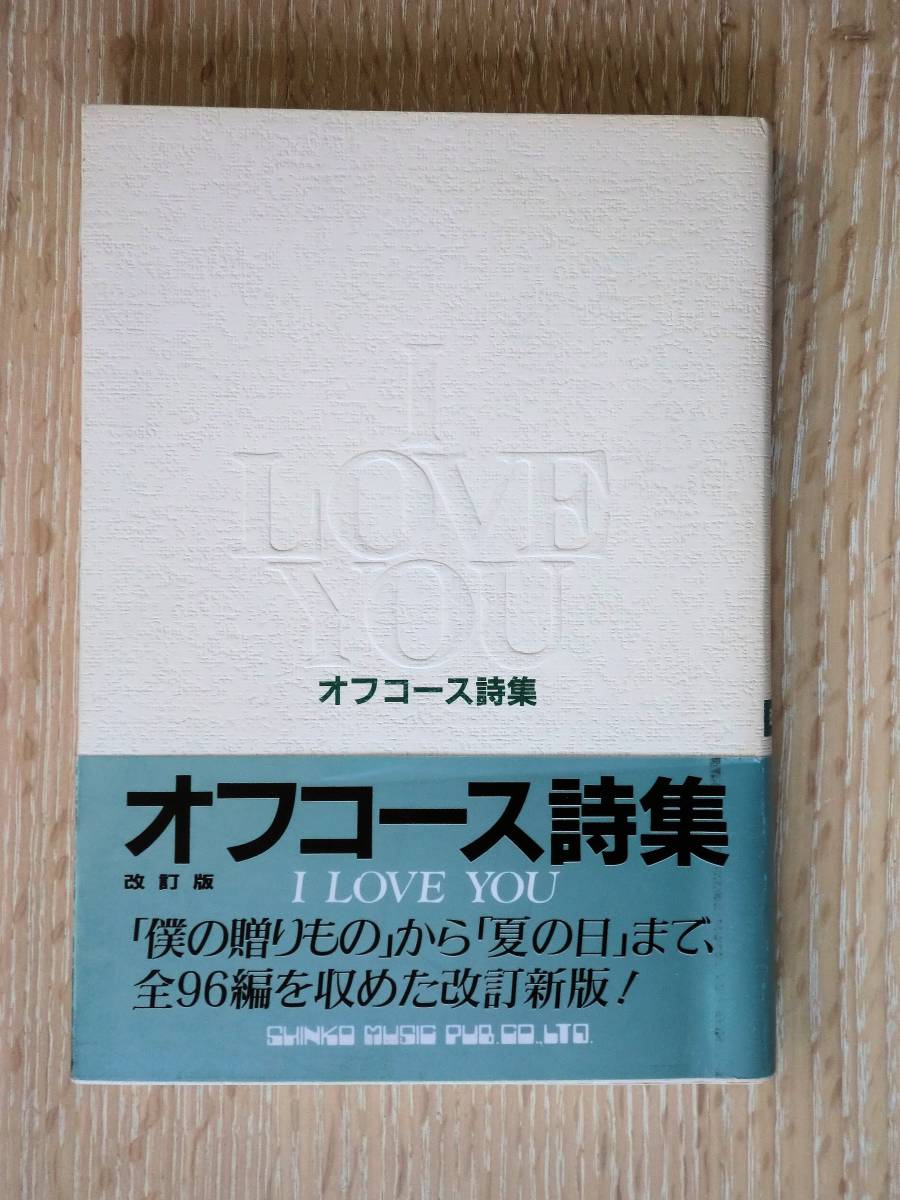 I
LOVE
YOU
オフコース詩集
オフコース詩集
改訂版 I LOVE YOU
「僕の贈りもの」から「夏の日」まで、
全96編を収めた改訂新版！
SHINKO MUSIC PUB.CO.,LTD.